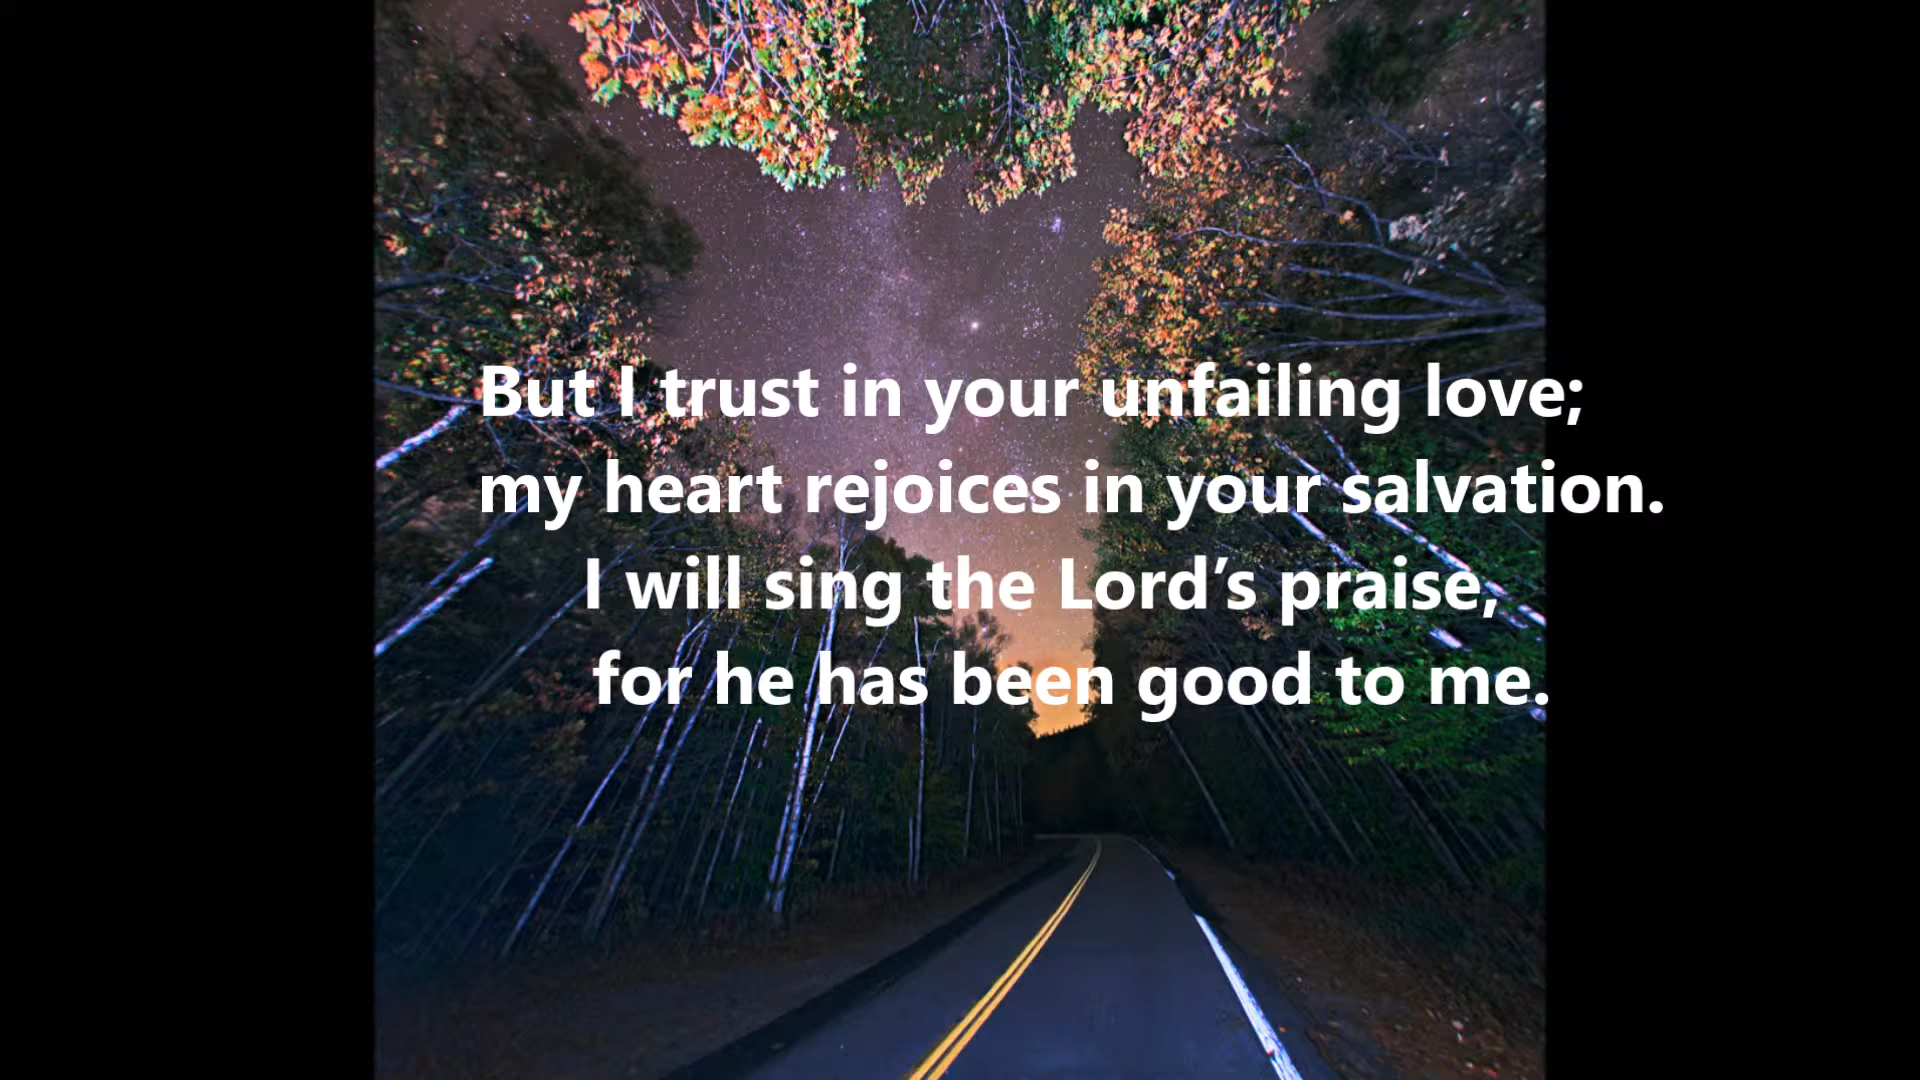 But I trust in your unfailing love;
my heart rejoices in your salvation.
I will sing the Lord’s praise,
for he has been good to me.